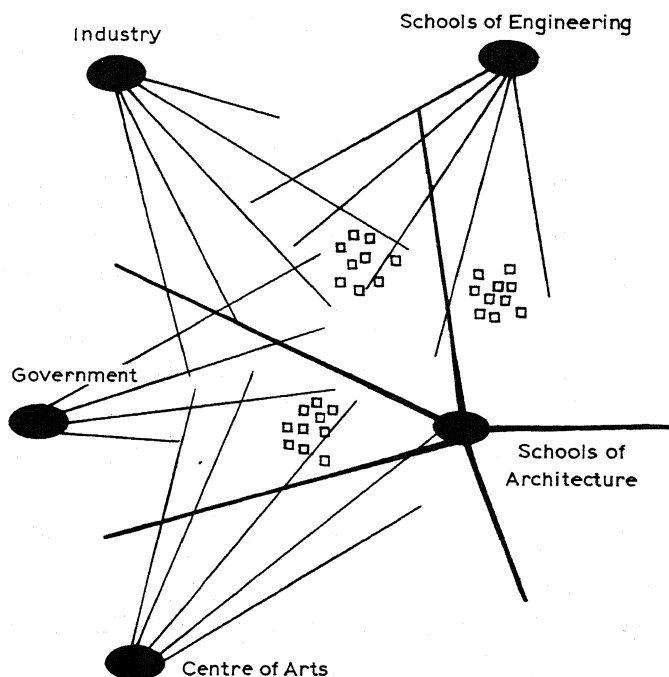 Industry
Schools of Engineering
Government
Schools of
Architecture
Centre of Arts